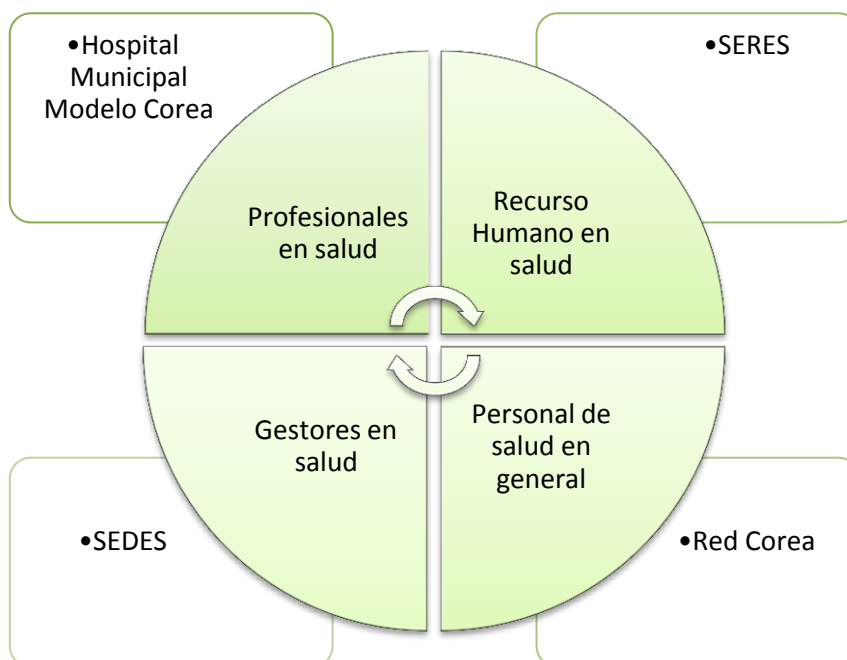 •Hospital
Municipal
Modelo Corea
•SERES
Profesionales
en salud
Recurso
Humano en
salud
Gestores en
salud
Personal de
salud en
general
•SEDES
•Red Corea